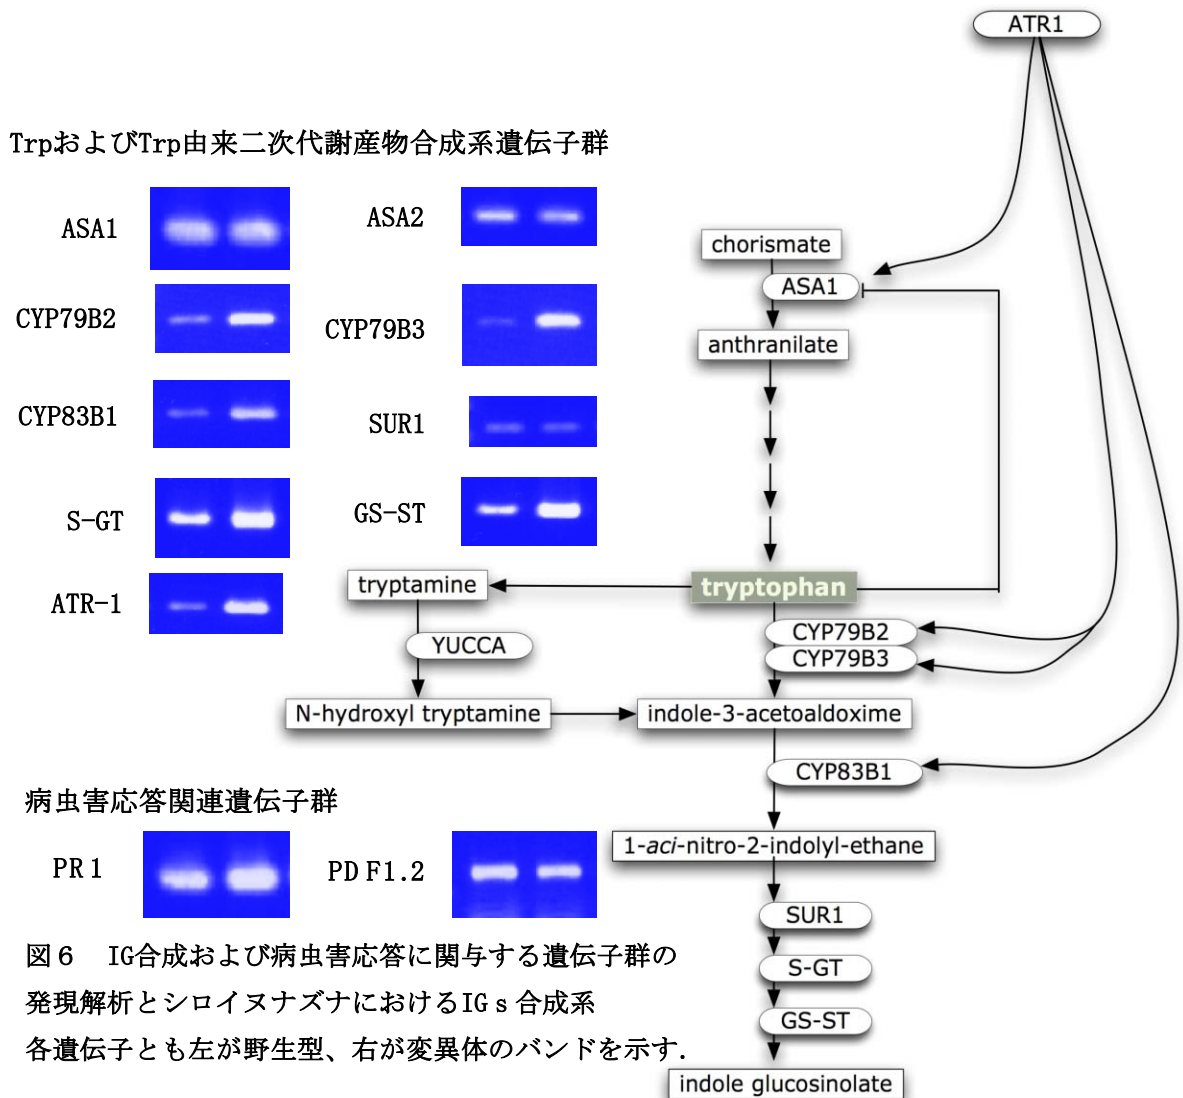 ATR1
TrpおよびTrp由来二次代謝産物合成系遺伝子群
ASA1
ASA2
CYP79B2
CYP79B3
CYP83B1
SUR1
S-GT
GS-ST
ATR-1
chorismate
ASA1
anthranilate
tryptamine
tryptophan
YUCCA
CYP79B2
CYP79B3
N-hydroxyl tryptamine
indole-3-acetoaldoxime
CYP83B1
1-aci-nitro-2-indolyl-ethane
SUR1
S-GT
GS-ST
indole glucosinolate
病虫害応答関連遺伝子群
PR 1
PD F1.2
図６ IG合成および病虫害応答に関与する遺伝子群の
発現解析とシロイヌナズナにおけるIGｓ合成系
各遺伝子とも左が野生型、右が変異体のバンドを示す.